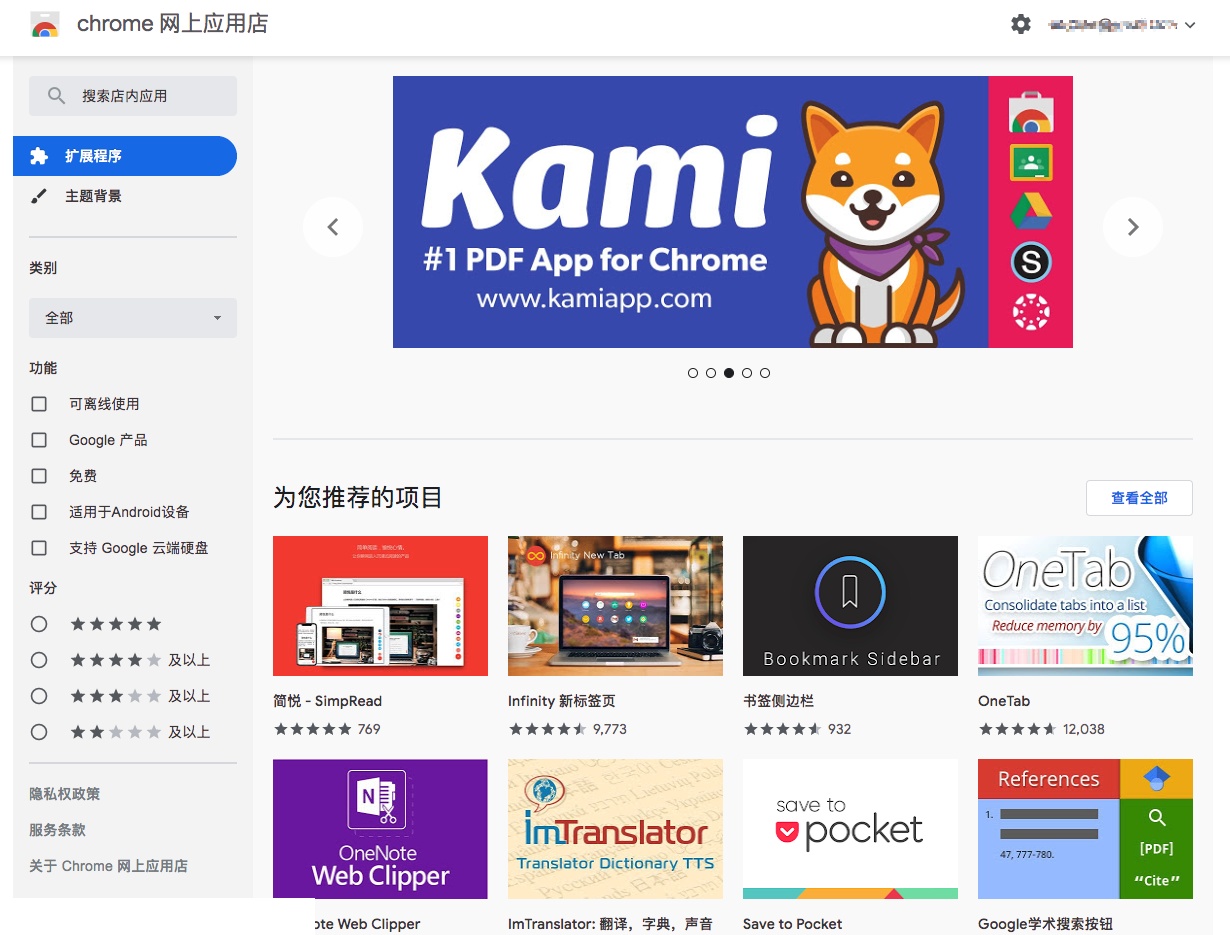 chrome 网上应用店
搜索店内应用
扩展程序
主题背景
类别
全部
功能
可离线使用
Google 产品
免费
适用于Android设备
支持 Google 云端硬盘
评分
及以上
及以上
及以上
隐私权政策
服务条款
关于 Chrome 网上应用店
Kami
#1 PDF App for Chrome
www.kamiapp.com
S
为您推荐的项目
查看全部
简悦 - SimpRead
769
Infinity New Tab
Infinity 新标签页
9,773
Bookmark Sidebar
书签侧边栏
932
OneTab
Consolidate tabs into a list
Reduce memory by
95%
OneTab
12,038
N
OneNote
Web Clipper
ote Web Clipper
imTranslator
Translator Dictionary TTS
ImTranslator: 翻译，字典，声音
save to
pocket
Save to Pocket
References
1.
47, 777-780.
[PDF]
“Cite”
Google学术搜索按钮